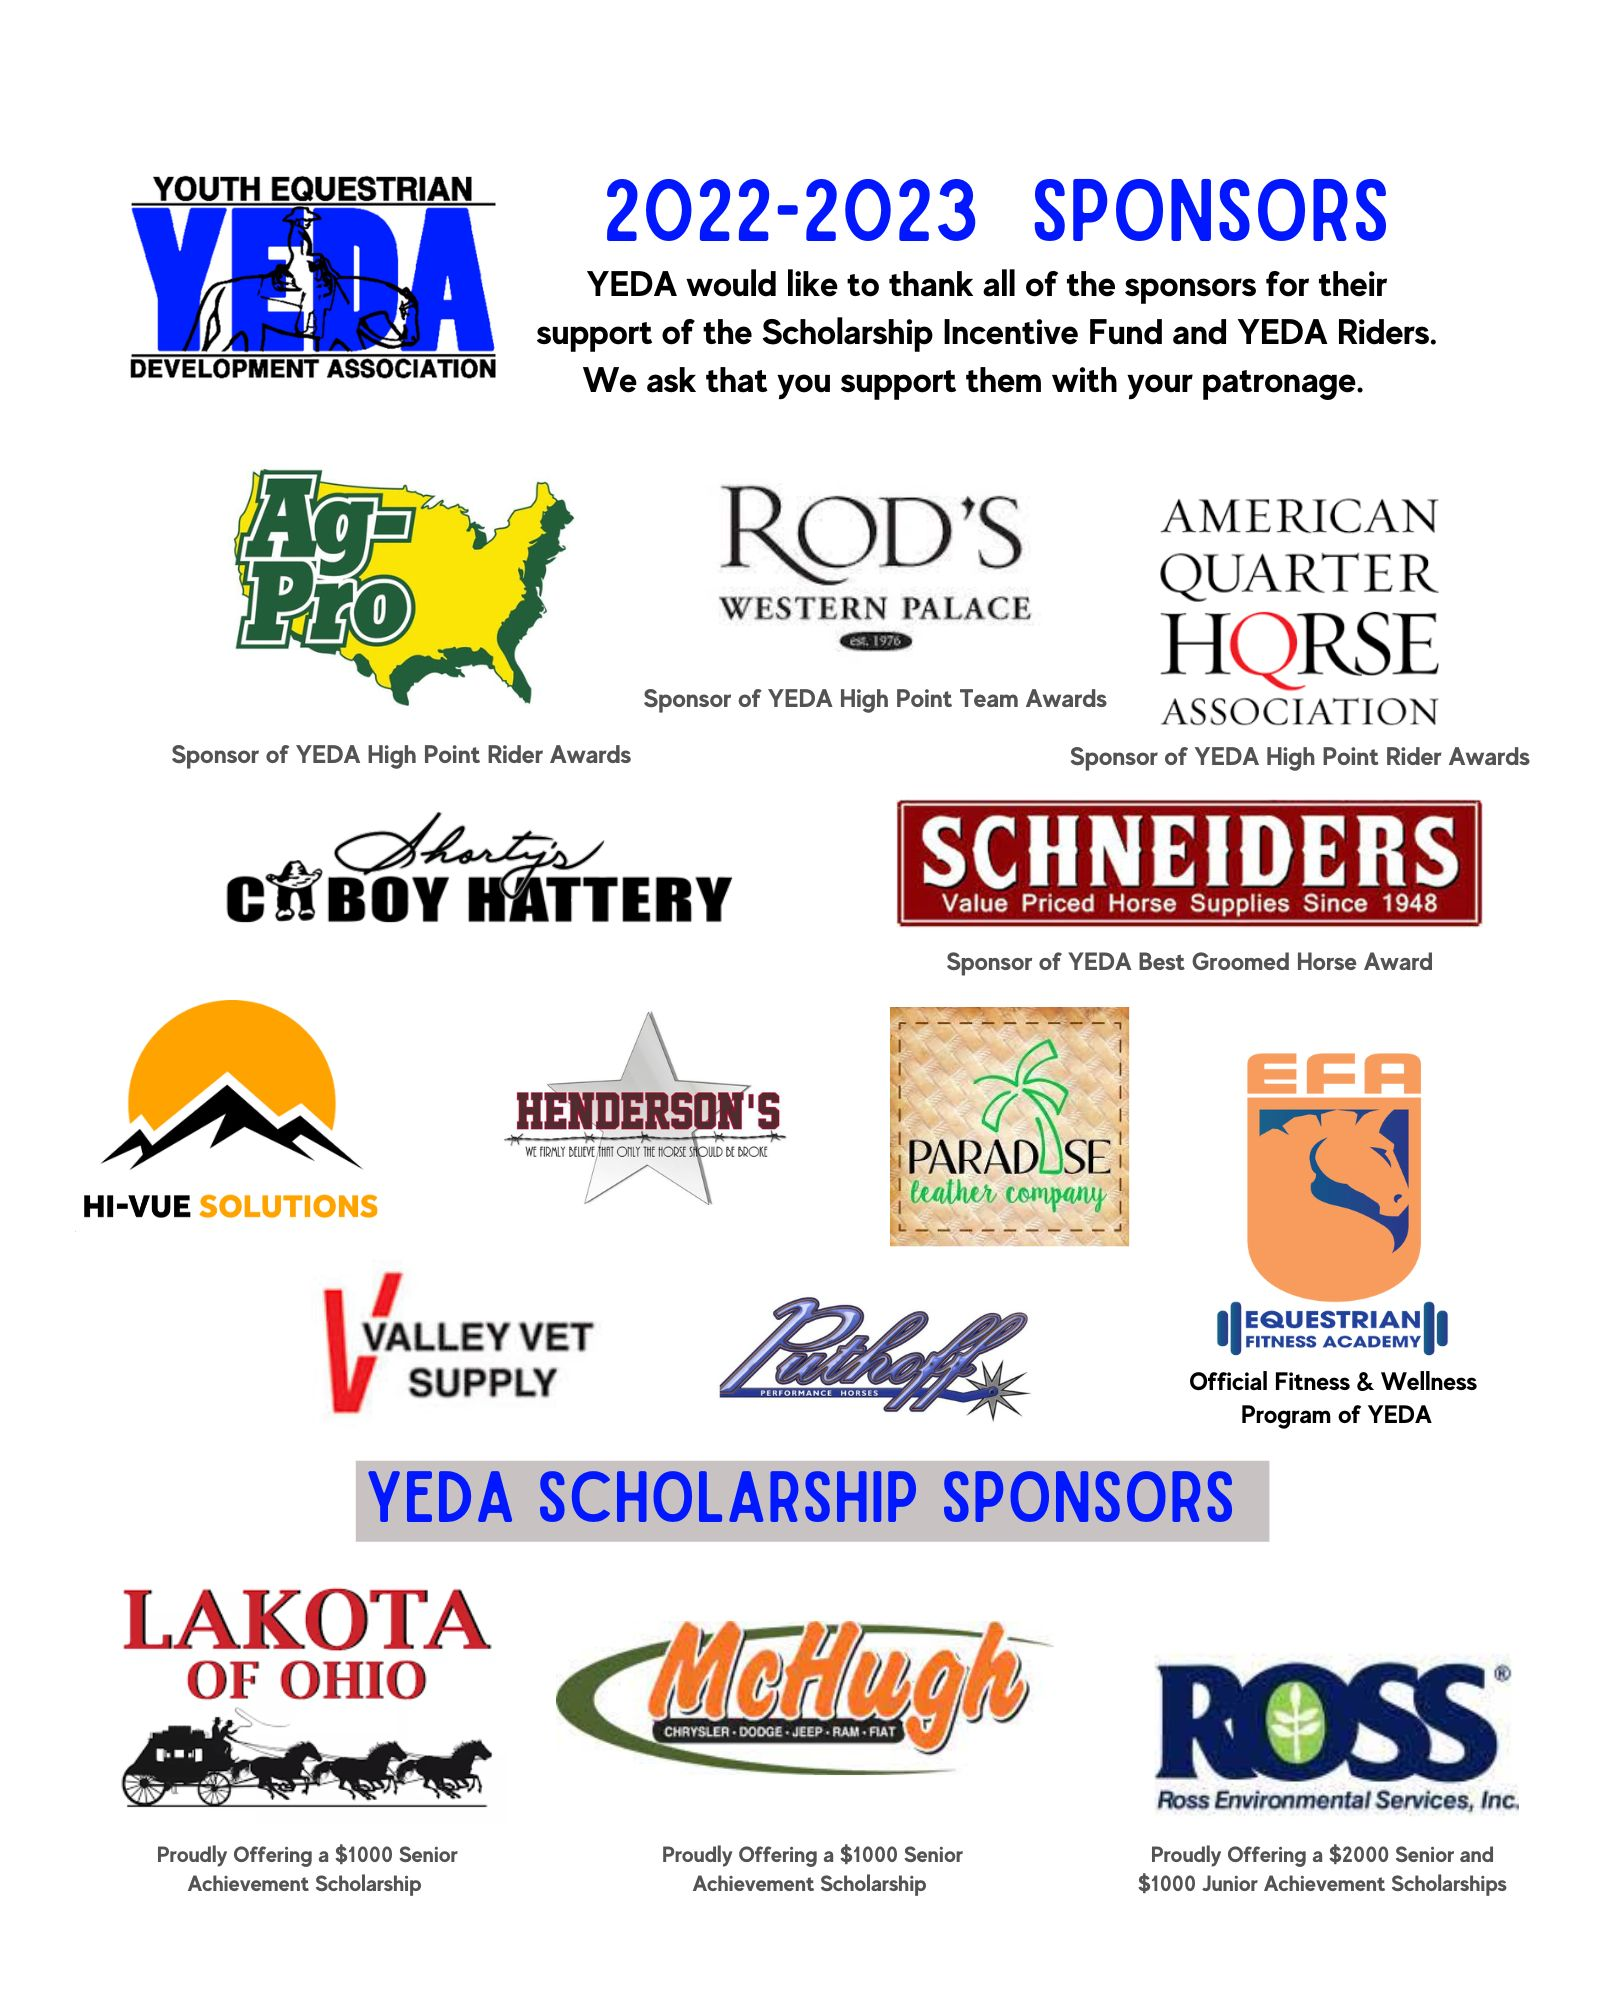 YOUTH EQUESTRIAN
YEDA
DEVELOPMENT ASSOCIATION
2022-2023 SPONSORS
YEDA would like to thank all of the sponsors for their
support of the Scholarship Incentive Fund and YEDA Riders.
We ask that you support them with your patronage.
Ag-
Pro
Sponsor of YEDA High Point Rider Awards
ROD'S
WESTERN PALACE
est. 1976
Sponsor of YEDA High Point Team Awards
AMERICAN
QUARTER
HORSE
ASSOCIATION
Sponsor of YEDA High Point Rider Awards
Shorty's
CABOY HATTERY
SCHNEIDERS
Value Priced Horse Supplies Since 1948
Sponsor of YEDA Best Groomed Horse Award
HI-VUE SOLUTIONS
HENDERSON'S
WE FIRMLY BELIEVE THAT ONLY THE HORSE SHOULD BE BROKE
PARADISE
leather company
EFA
EQUESTRIAN
FITNESS ACADEMY
Official Fitness & Wellness
Program of YEDA
VALLEY VET
SUPPLY
Puthoff
PERFORMANCE HORSES
YEDA SCHOLARSHIP SPONSORS
LAKOTA
OF OHIO
Proudly Offering a $1000 Senior
Achievement Scholarship
McHugh
CHRYSLER • DODGE • JEEP • RAM • FIAT
Proudly Offering a $1000 Senior
Achievement Scholarship
ROSS®
Ross Environmental Services, Inc.
Proudly Offering a $2000 Senior and
$1000 Junior Achievement Scholarships